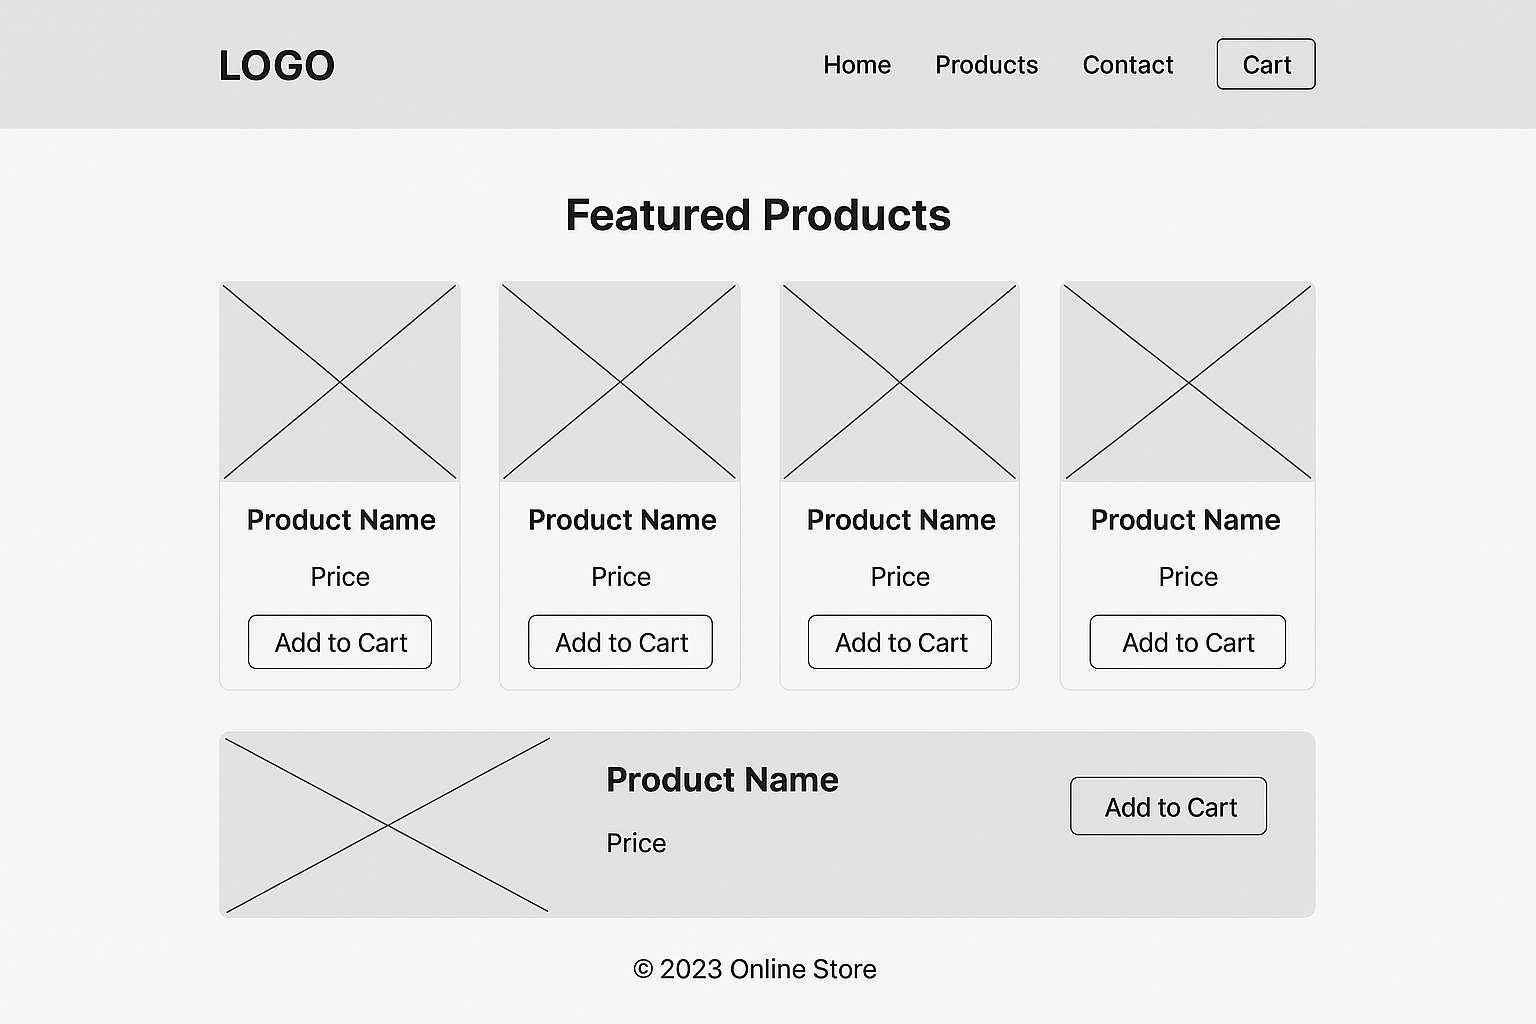 LOGO
Home Products Contact Cart
Featured Products
Product Name Product Name Product Name Product Name
Price Price Price Price
Add to Cart Add to Cart Add to Cart Add to Cart
Product Name
Add to Cart
Price
© 2023 Online Store